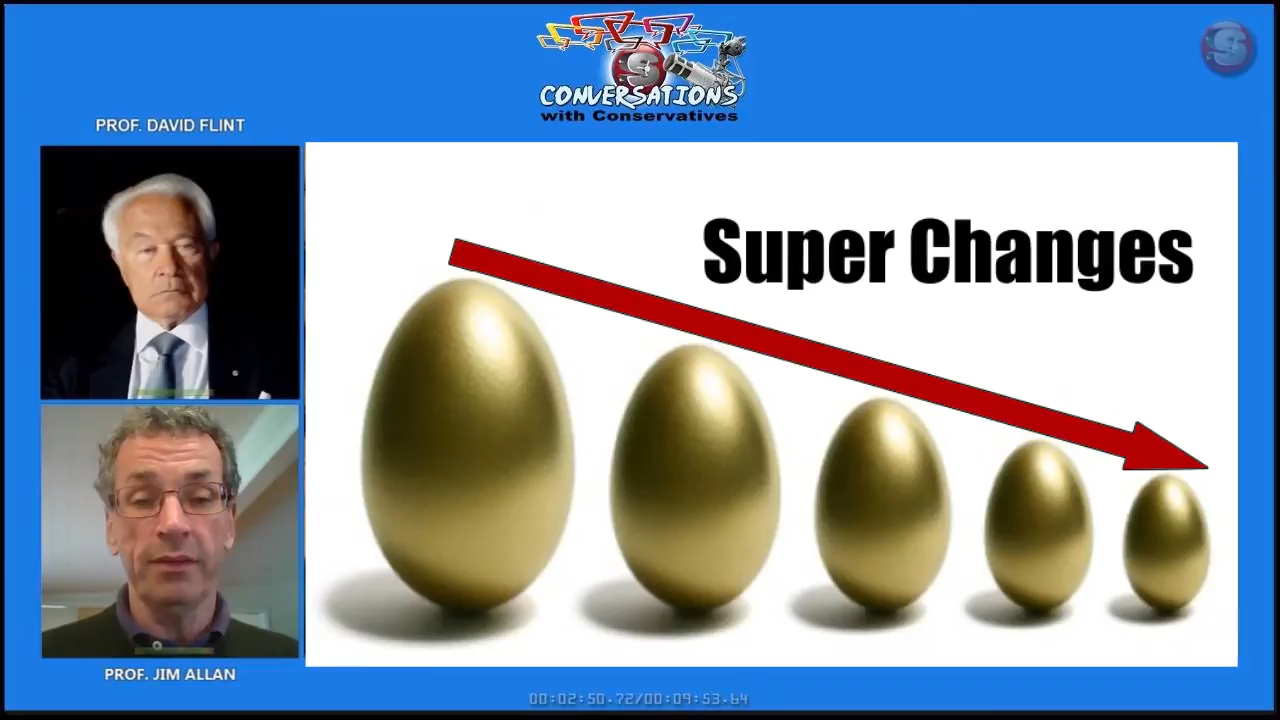 S
CONVERSATIONS
with Conservatives
S
PROF. DAVID FLINT
Super Changes
PROF. JIM ALLAN
00:02:50.72/00:09:53.64